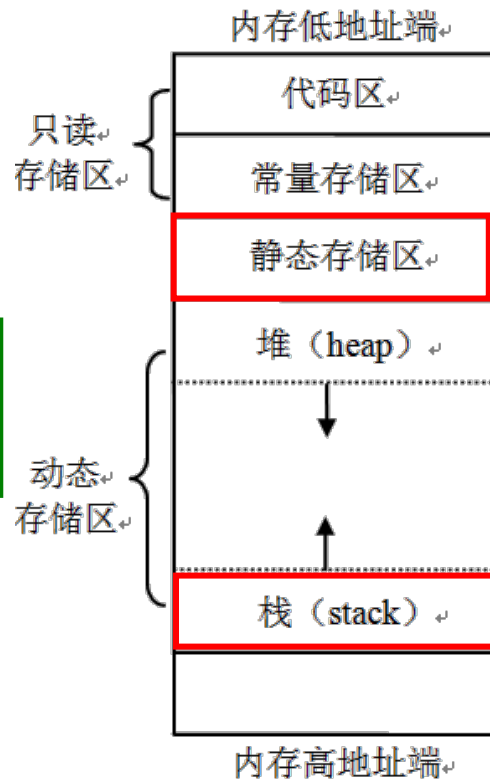 内存低地址端
代码区
只读
存储区
常量存储区
静态存储区
堆（heap）
动态
存储区
栈（stack）
内存高地址端